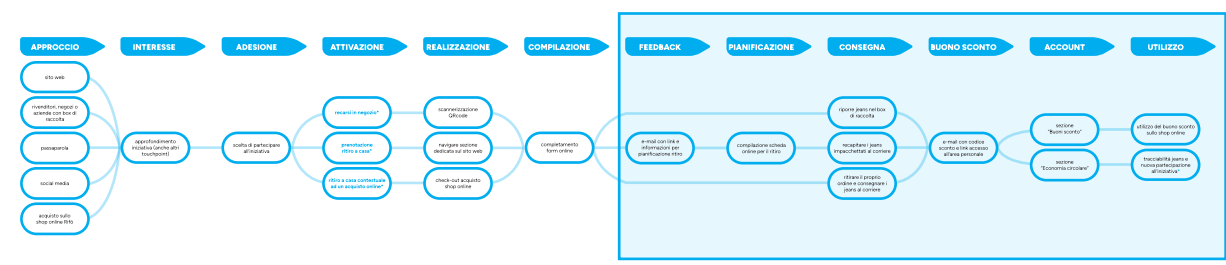 APPROCCIO
INTERESSE
ADESIONE
ATTIVAZIONE
REALIZZAZIONE
COMPILAZIONE
FEEDBACK
PIANIFICAZIONE
CONSEGNA
BUONO SCONTO
ACCOUNT
UTILIZZO
sito web
rivenditori, negozi o
aziende con box di
raccolta
passaparola
social media
acquisto sullo
shop online Rifò
approfondimento
iniziativa (anche altri
touchpoint)
scelta di partecipare
all'iniziativa
recarsi in negozio*
prenotazione
ritiro a casa*
ritiro a casa contestuale
ad un acquisto online*
scannerizzazione
QRcode
navigare sezione
dedicata sul sito web
check-out acquisto
shop online
completamento
form online
e-mail con link e
informazioni per
pianificazione ritiro
compilazione scheda
online per il ritiro
riporre jeans nel box
di raccolta
recapitare i jeans
impacchettati al corriere
ritirare il proprio
ordine e consegnare i
jeans al corriere
e-mail con codice
sconto e link accesso
all'area personale
sezione
"Buoni sconto"
sezione
"Economia circolare"
utilizzo del buono sconto
sullo shop online
tracciabilità jeans e
nuova partecipazione
all'iniziativa*